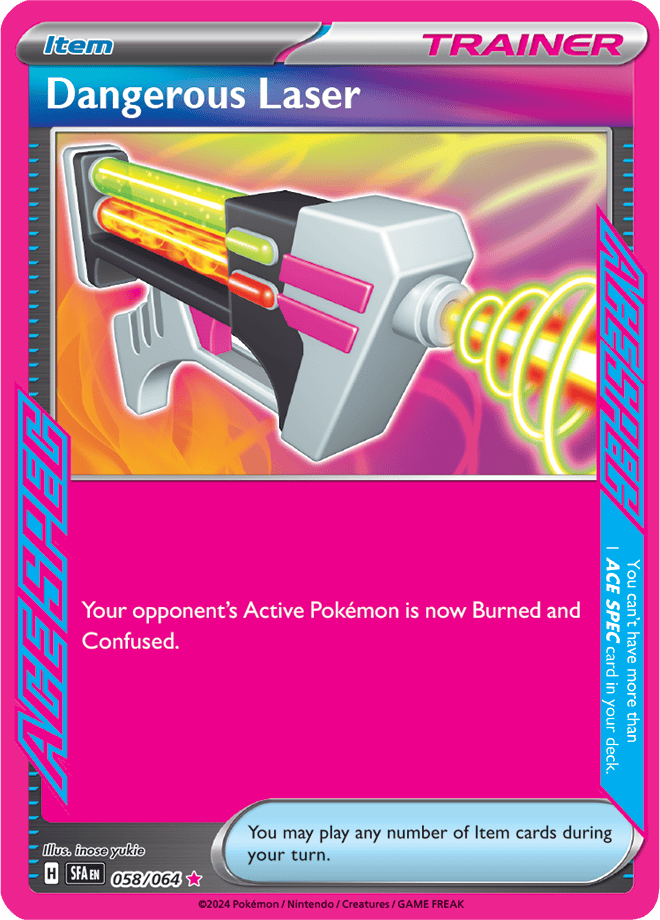 Item
TRAINER
Dangerous Laser
ACE SPEC
ACE SPEC
Your opponent's Active Pokémon is now Burned and
Confused.
You can't have more than
1 ACE SPEC card in your deck.
Illus. inose yukie
H SFA EN 058/064
You may play any number of Item cards during
your turn.
©2024 Pokémon / Nintendo / Creatures / GAME FREAK